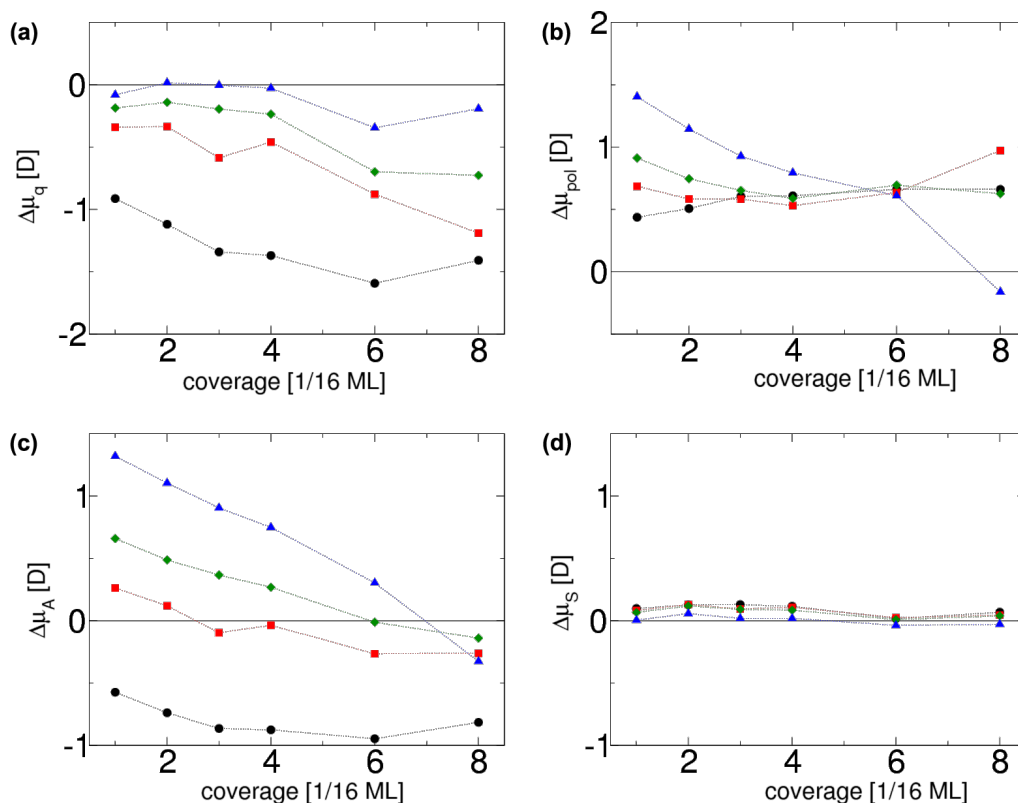 (a)
0
-1
-2
Δμq [D]
2 4 6 8
coverage [1/16 ML]
(b)
2
1
0
Δμpol [D]
2 4 6 8
coverage [1/16 ML]
(c)
1
0
-1
ΔμA [D]
2 4 6 8
coverage [1/16 ML]
(d)
1
0
-1
ΔμS [D]
2 4 6 8
coverage [1/16 ML]